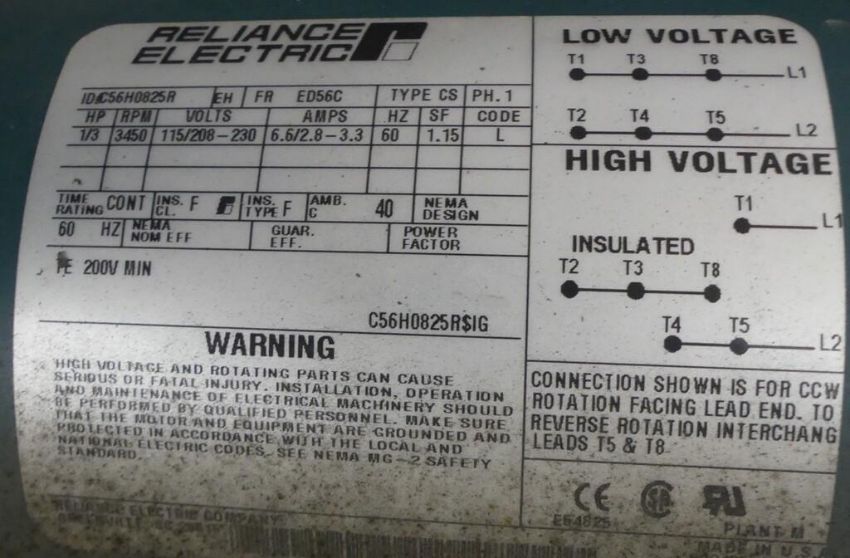 RELIANCE
ELECTRIC
ID# C56H0825R EH FR ED56C TYPE CS PH. 1
HP RPM VOLTS AMPS HZ SF CODE
1/3 3450 115/208-230 6.6/2.8-3.3 60 1.15 L
TIME RATING CONT INS. CL. F INS. TYPE F AMB. C 40 NEMA DESIGN
60 HZ NEMA NOM EFF GUAR. EFF. POWER FACTOR
200V MIN
C56H0825R$IG
WARNING
HIGH VOLTAGE AND ROTATING PARTS CAN CAUSE
SERIOUS OR FATAL INJURY. INSTALLATION, OPERATION
AND MAINTENANCE OF ELECTRICAL MACHINERY SHOULD
BE PERFORMED BY QUALIFIED PERSONNEL. MAKE SURE
THAT THE MOTOR AND EQUIPMENT ARE GROUNDED AND
PROTECTED IN ACCORDANCE WITH THE LOCAL AND
NATIONAL ELECTRIC CODES. SEE NEMA MG-2 SAFETY
STANDARD.
RELIANCE ELECTRIC COMPANY
LOW VOLTAGE
T1 T3 T8 L1
T2 T4 T5 L2
HIGH VOLTAGE
T1 L1
INSULATED
T2 T3 T8
T4 T5 L2
CONNECTION SHOWN IS FOR CCW
ROTATION FACING LEAD END. TO
REVERSE ROTATION INTERCHANG
LEADS T5 & T8
CE
PLANT M
MADE IN